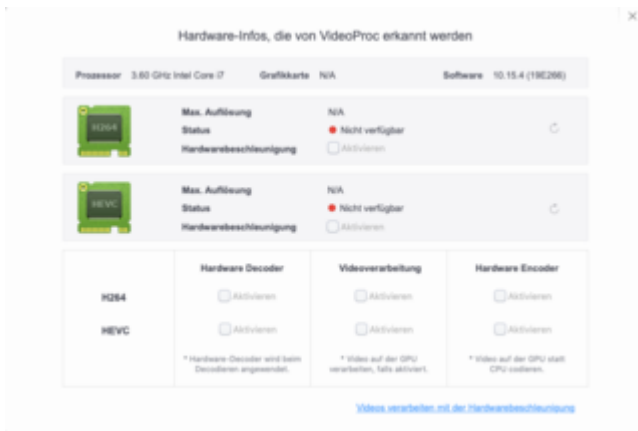 Hardware-Infos, die von VideoProc erkannt werden
Prozessor 3.60 GHz Intel Core i7 Grafikkarte N/A Software 10.15.4 (19E266)
H264
Max. Auflösung N/A
Status Nicht verfügbar
Hardwarebeschleunigung Aktivieren
HEVC
Max. Auflösung N/A
Status Nicht verfügbar
Hardwarebeschleunigung Aktivieren
Hardware Decoder Videoverarbeitung Hardware Encoder
H264 Aktivieren Aktivieren Aktivieren
HEVC Aktivieren Aktivieren Aktivieren
* Hardware-Decoder wird beim Decodieren angewendet.
* Video auf der GPU verarbeiten, falls aktiviert.
* Video auf der GPU statt CPU codieren.
Videos verarbeiten mit der Hardwarebeschleunigung